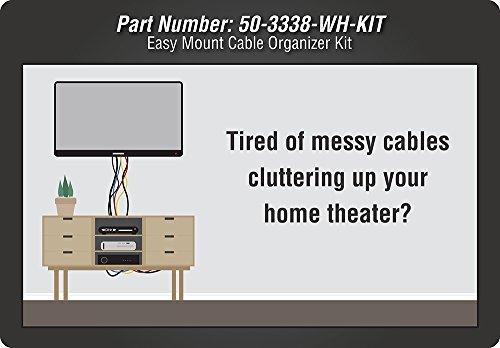 Part Number: 50-3338-WH-KIT
Easy Mount Cable Organizer Kit
Tired of messy cables
cluttering up your
home theater?